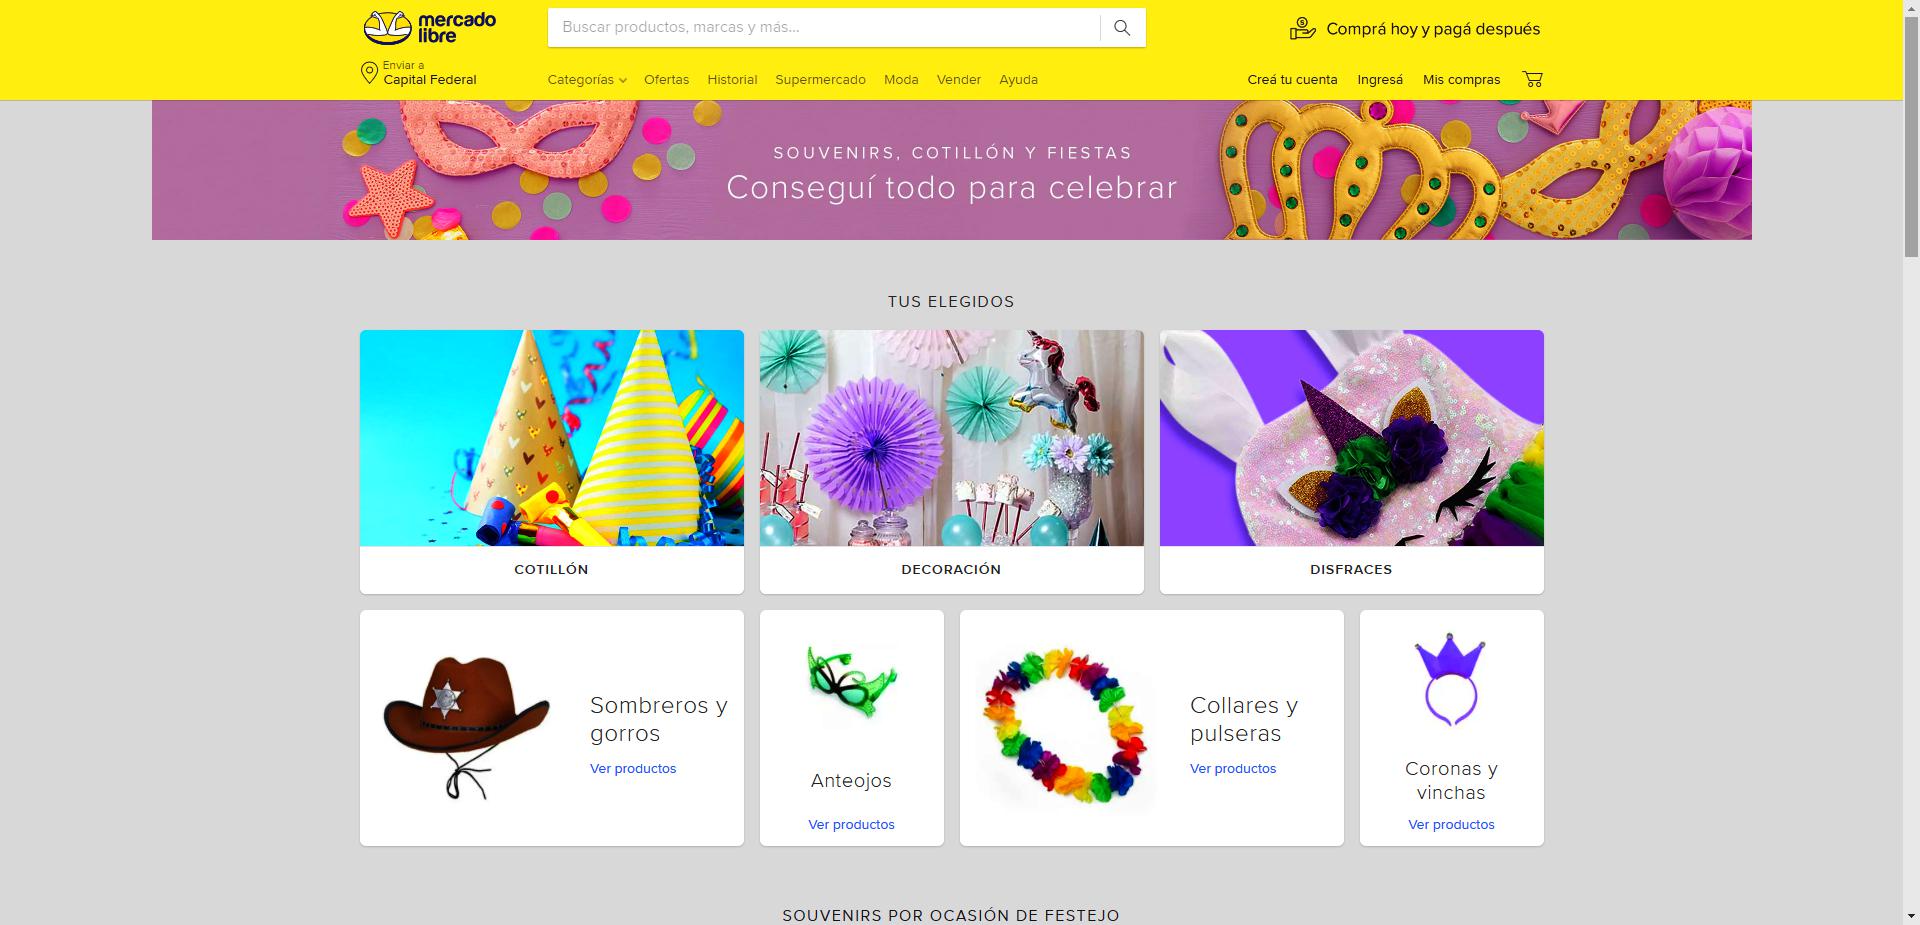 mercado
libre
Buscar productos, marcas y más...
Comprá hoy y pagá después
Enviar a
Capital Federal
Categorías
Ofertas
Historial
Supermercado
Moda
Vender
Ayuda
Creá tu cuenta
Ingresá
Mis compras
SOUVENIRS, COTILLÓN Y FIESTAS
Conseguí todo para celebrar
TUS ELEGIDOS
COTILLÓN
DECORACIÓN
DISFRACES
Sombreros y
gorros
Ver productos
Anteojos
Ver productos
Collares y
pulseras
Ver productos
Coronas y
vinchas
Ver productos
SOUVENIRS POR OCASIÓN DE FESTEJO